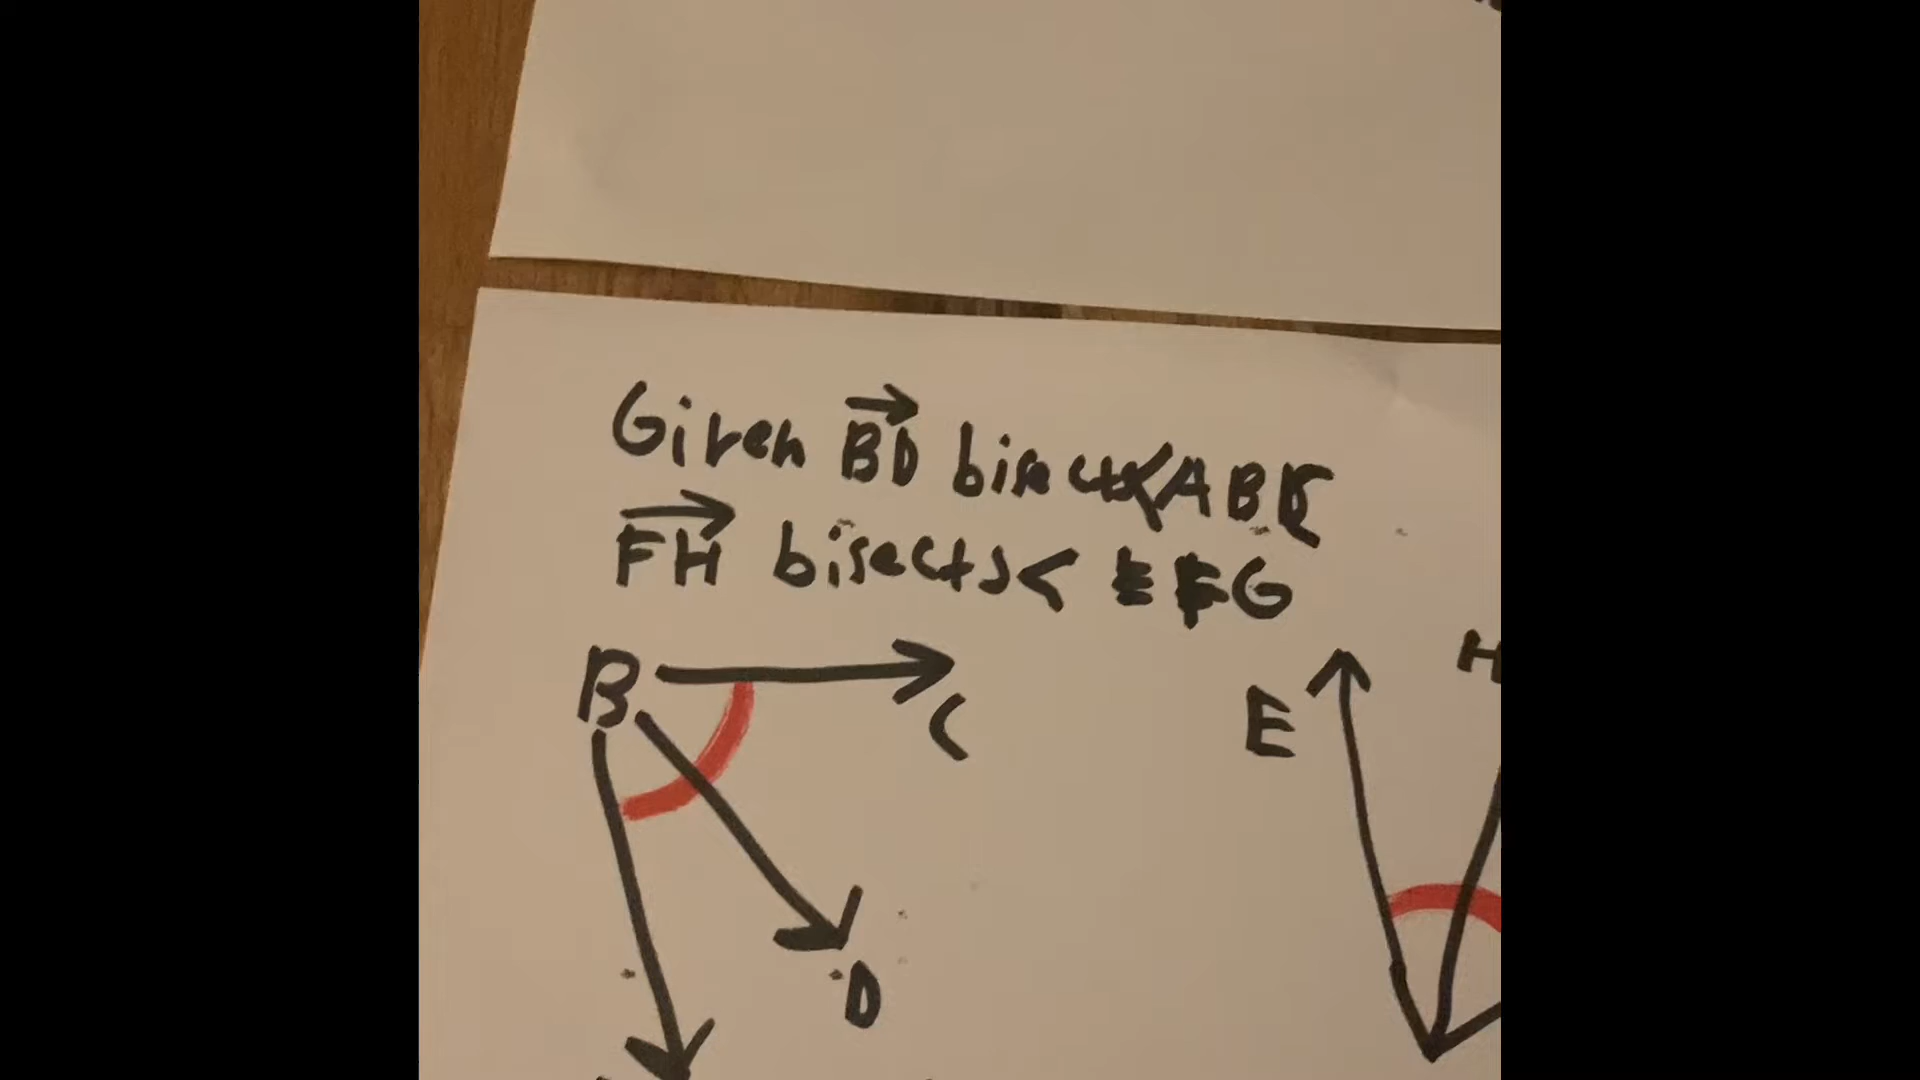 Given BD bisects <ABC
FH bisects < EFG
B
C
H
E
D